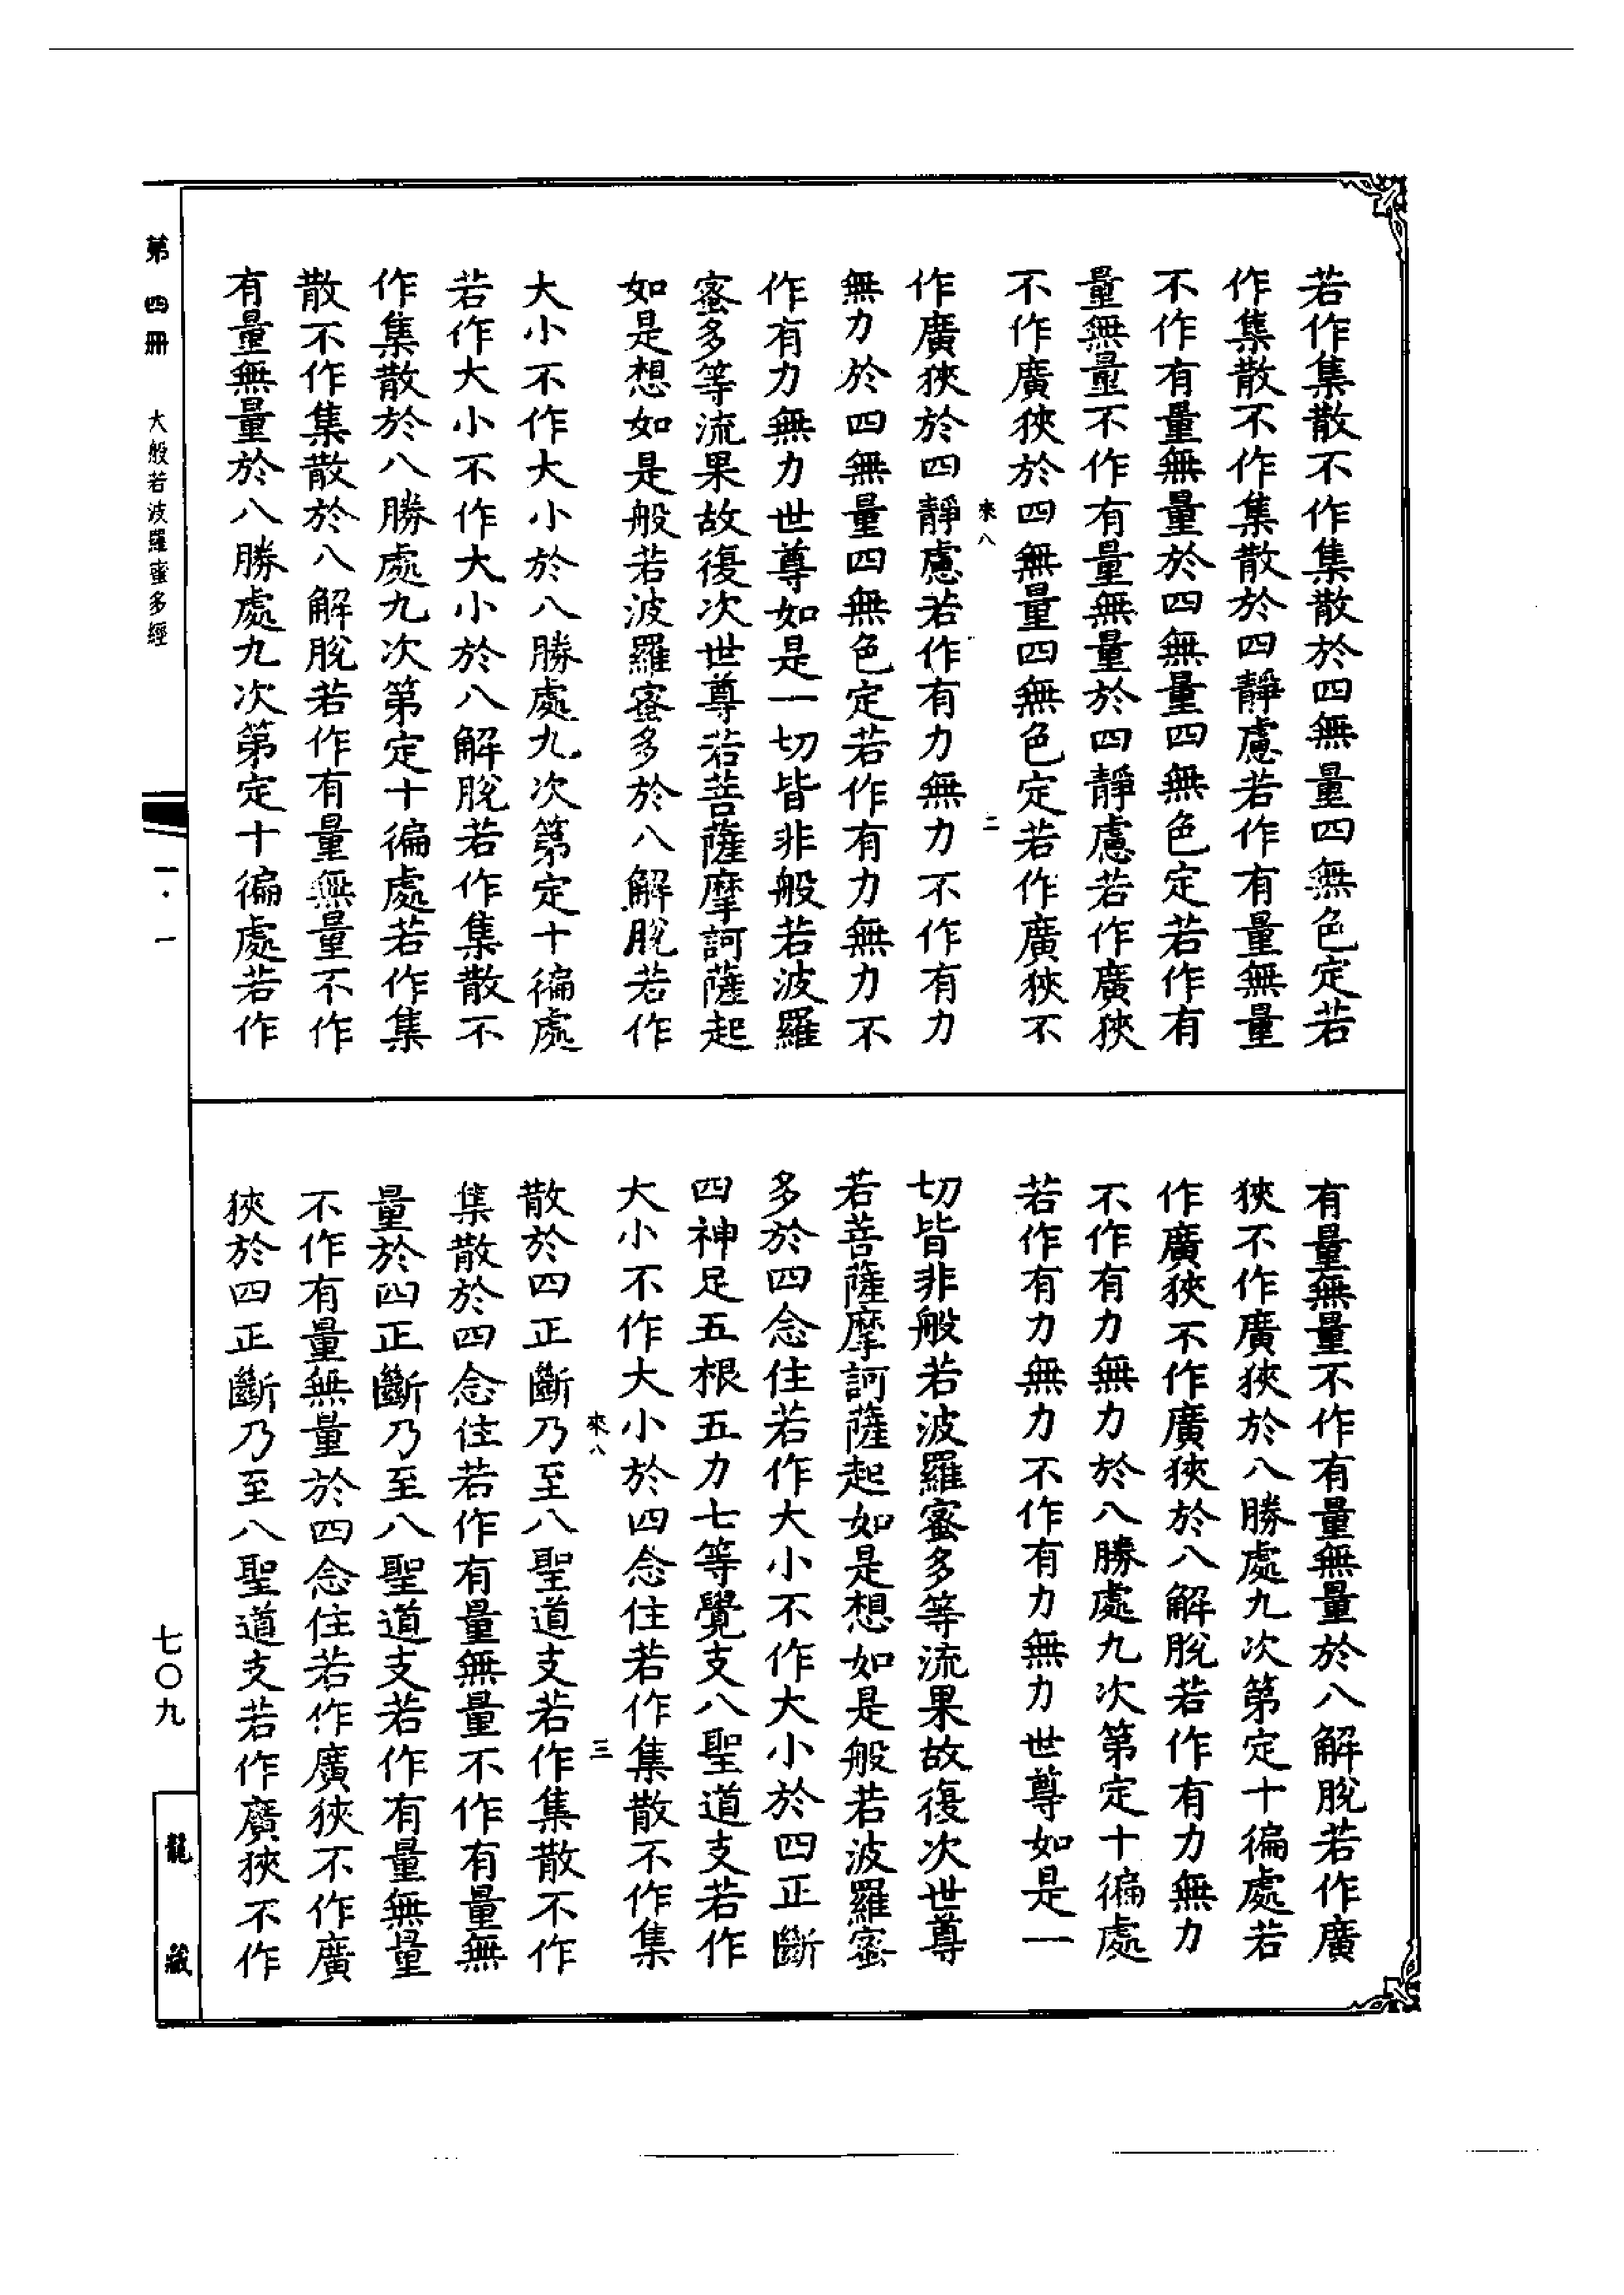 若作集散不作集散於四無量四無色定若
作集散不作集散於四靜慮若作有量無量
不作有量無量於四無量四無色定若作有
量無量不作有量無量於四靜慮若作廣狹
不作廣狹於四無量四無色定若作廣狹不
來八 二
作廣狹於四靜慮若作有力無力不作有力
無力於四無量四無色定若作有力無力不
作有力無力世尊如是一切皆非般若波羅
蜜多等流果故復次世尊若菩薩摩訶薩起
如是想如是般若波羅蜜多於八解脫若作
大小不作大小於八勝處九次第定十徧處
若作大小不作大小於八解脫若作集散不
作集散於八勝處九次第定十徧處若作集
散不作集散於八解脫若作有量無量不作
有量無量於八勝處九次第定十徧處若作
有量無量不作有量無量於八解脫若作廣
狹不作廣狹於八勝處九次第定十徧處若
作廣狹不作廣狹於八解脫若作有力無力
不作有力無力於八勝處九次第定十徧處
若作有力無力不作有力無力世尊如是一
切皆非般若波羅蜜多等流果故復次世尊
若菩薩摩訶薩起如是想如是般若波羅蜜
多於四念住若作大小不作大小於四正斷
四神足五根五力七等覺支八聖道支若作
大小不作大小於四念住若作集散不作集
來八 三
散於四正斷乃至八聖道支若作集散不作
集散於四念住若作有量無量不作有量無
量於四正斷乃至八聖道支若作有量無量
不作有量無量於四念住若作廣狹不作廣
狹於四正斷乃至八聖道支若作廣狹不作
第四冊 大般若波羅蜜多經
一·一
七〇九
龍藏